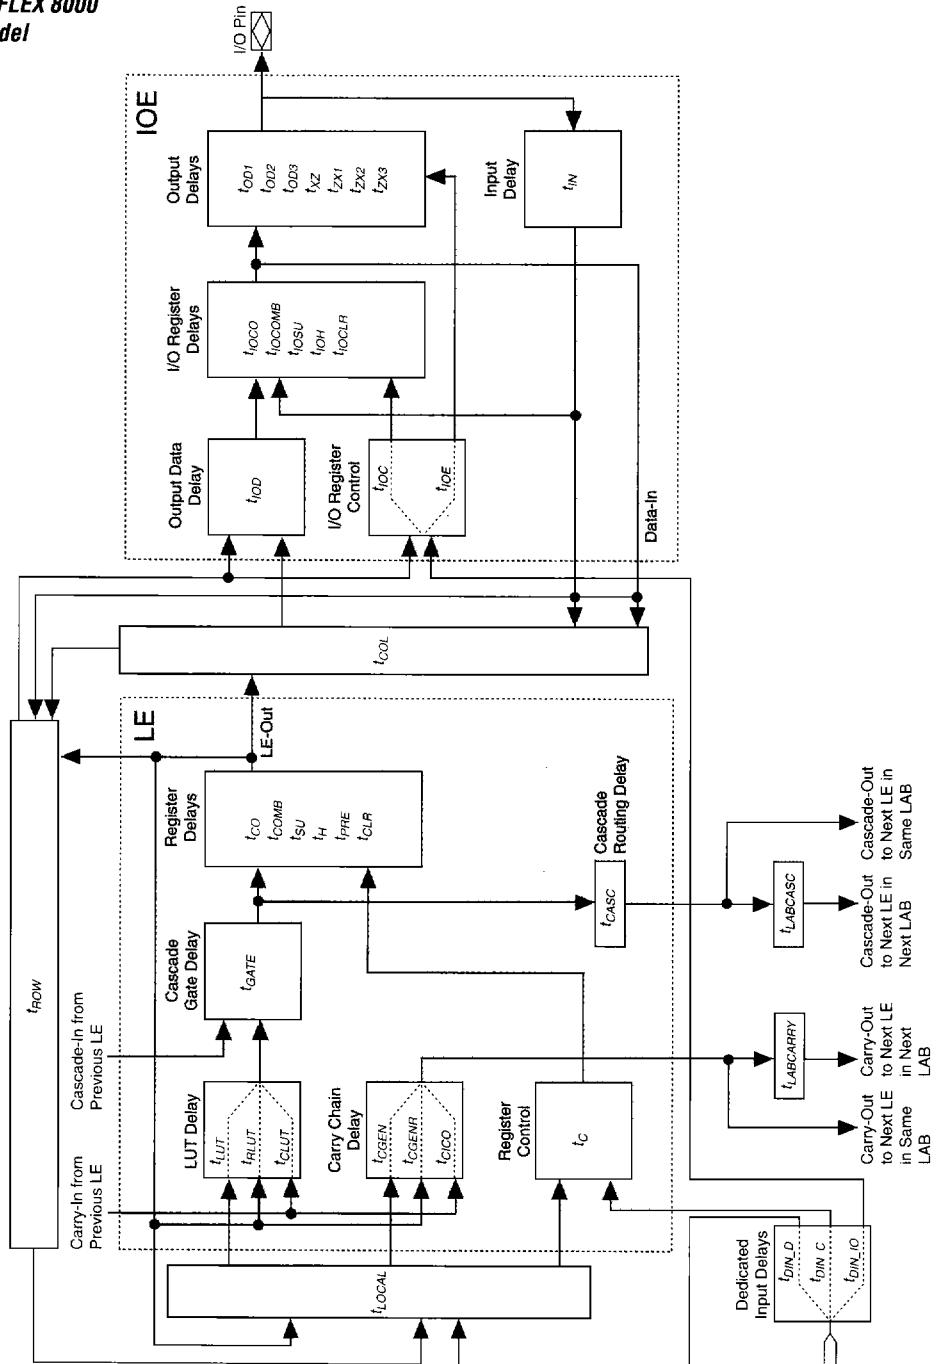 FLEX 8000
del
I/O Pin
IOE
Output
Delays
tOD1
tOD2
tOD3
tXZ
tZX1
tZX2
tZX3
Input
Delay
tIN
I/O Register
Delays
tIOCO
tIOCOMB
tIOSU
tIOH
tIOCLR
Output Data
Delay
tIOD
I/O Register
Control
tIOC
tIOE
Data-In
tCOL
tROW
LE
LE-Out
Register
Delays
tCO
tCOMB
tSU
tH
tPRE
tCLR
Cascade
Gate Delay
tGATE
Cascade
Routing Delay
tCASC
Cascade-In from
Previous LE
Carry-In from
Previous LE
LUT Delay
tLUT
tRLUT
tCLUT
Carry Chain
Delay
tCGEN
tCGENR
tCICO
Register
Control
tC
tLOCAL
tLABCASC
tLABCARRY
Cascade-Out
to Next LE in
Same LAB
Cascade-Out
to Next LE in
Next LAB
Carry-Out
to Next LE
in Next
LAB
Carry-Out
to Next LE
in Same
LAB
Dedicated
Input Delays
tDIN_D
tDIN C
tDIN_IO